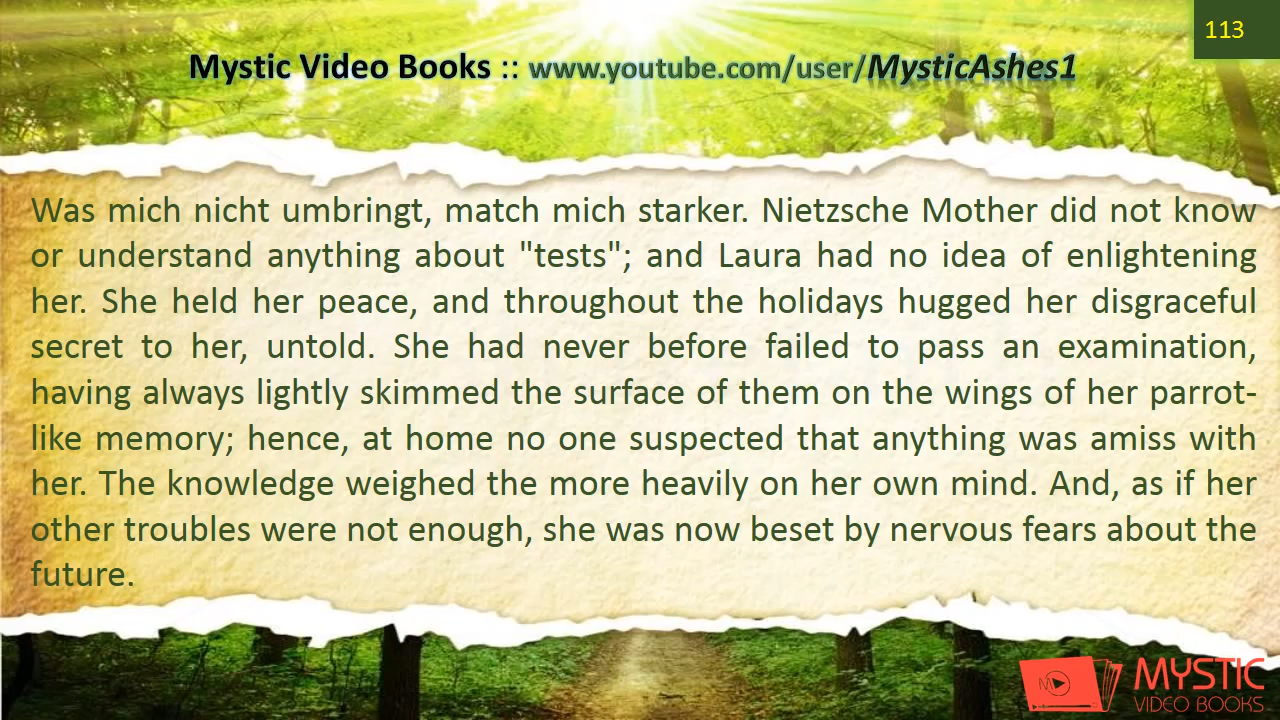 113
Mystic Video Books :: www.youtube.com/user/MysticAshes1
Was mich nicht umbringt, match mich starker. Nietzsche Mother did not know
or understand anything about "tests"; and Laura had no idea of enlightening
her. She held her peace, and throughout the holidays hugged her disgraceful
secret to her, untold. She had never before failed to pass an examination,
having always lightly skimmed the surface of them on the wings of her parrot-
like memory; hence, at home no one suspected that anything was amiss with
her. The knowledge weighed the more heavily on her own mind. And, as if her
other troubles were not enough, she was now beset by nervous fears about the
future.
MYSTIC
VIDEO BOOKS